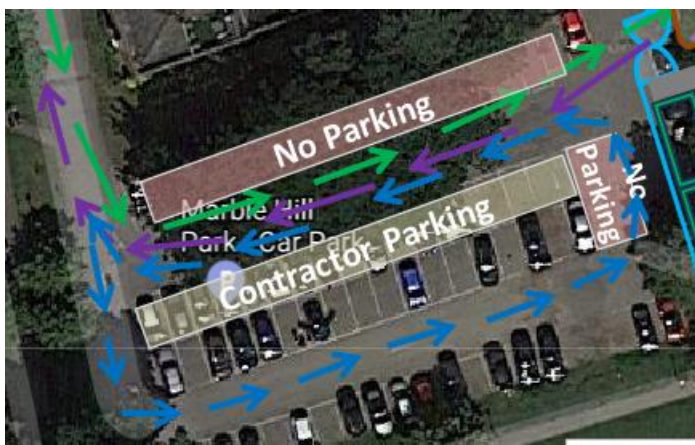 No Parking
Marble Hill
Park - Car Park
P
Contractor Parking
No
Parking